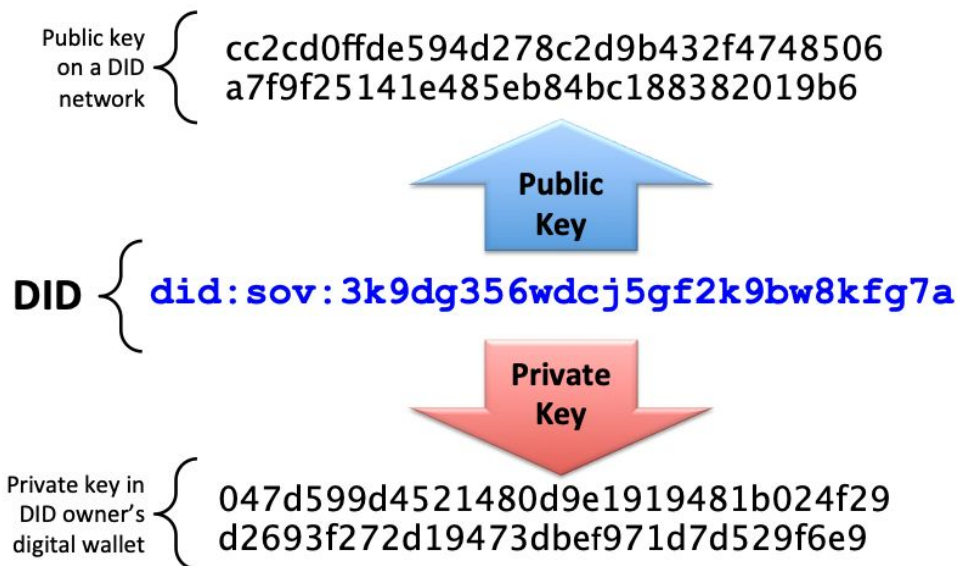 Public key
on a DID
network
cc2cd0ffde594d278c2d9b432f4748506
a7f9f25141e485eb84bc188382019b6
Public
Key
DID
did:sov:3k9dg356wdcj5gf2k9bw8kfg7a
Private
Key
Private key in
DID owner's
digital wallet
047d599d4521480d9e1919481b024f29
d2693f272d19473dbef971d7d529f6e9